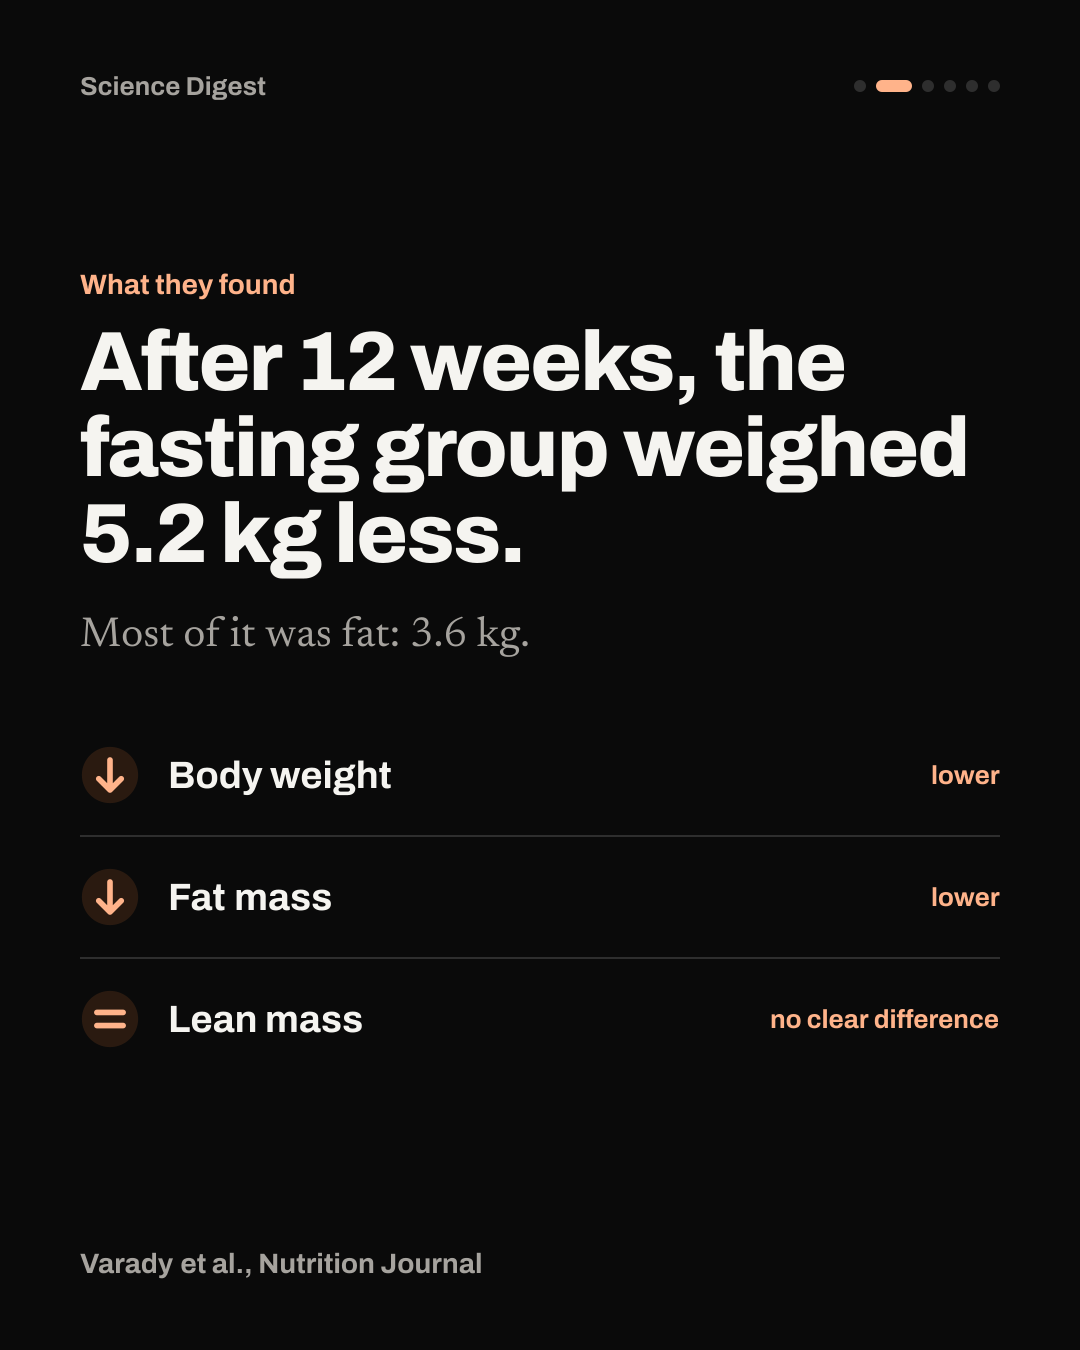 Science Digest
What they found
After 12 weeks, the
fasting group weighed
5.2 kg less.
Most of it was fat: 3.6 kg.
Body weight
lower
Fat mass
lower
Lean mass
no clear difference
Varady et al., Nutrition Journal